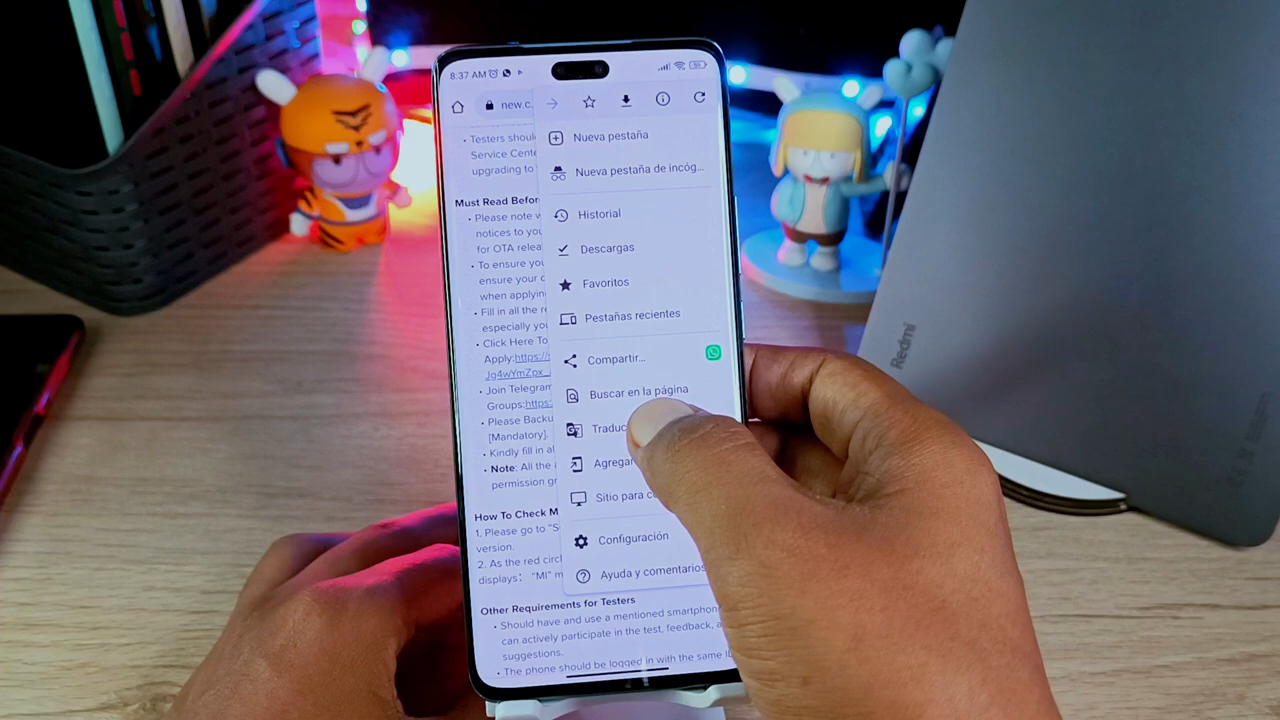 8:37 AM
55
new.c
Testers shoul
Service Cente
upgrading to
Must Read Befor
Please note w
notices to you
for OTA relea
To ensure you
ensure your c
when applyin
Fill in all the r
especially you
Click Here To
Apply:https://s
Jg4wYmZpx_
Join Telegram
Groups:https:
Please Backu
[Mandatory].
Kindly fill in al
Note: All the
permission gr
How To Check M
1. Please go to "S
version.
2. As the red circ
displays: "MI" m
Other Requirements for Testers
Should have and use a mentioned smartphon
can actively participate in the test, feedback, a
suggestions.
The phone should be logged in with the same I
Nueva pestaña
Nueva pestaña de incóg...
Historial
Descargas
Favoritos
Pestañas recientes
Compartir...
Buscar en la página
Traduc
Agregar
Sitio para co
Configuración
Ayuda y comentarios
Redmi